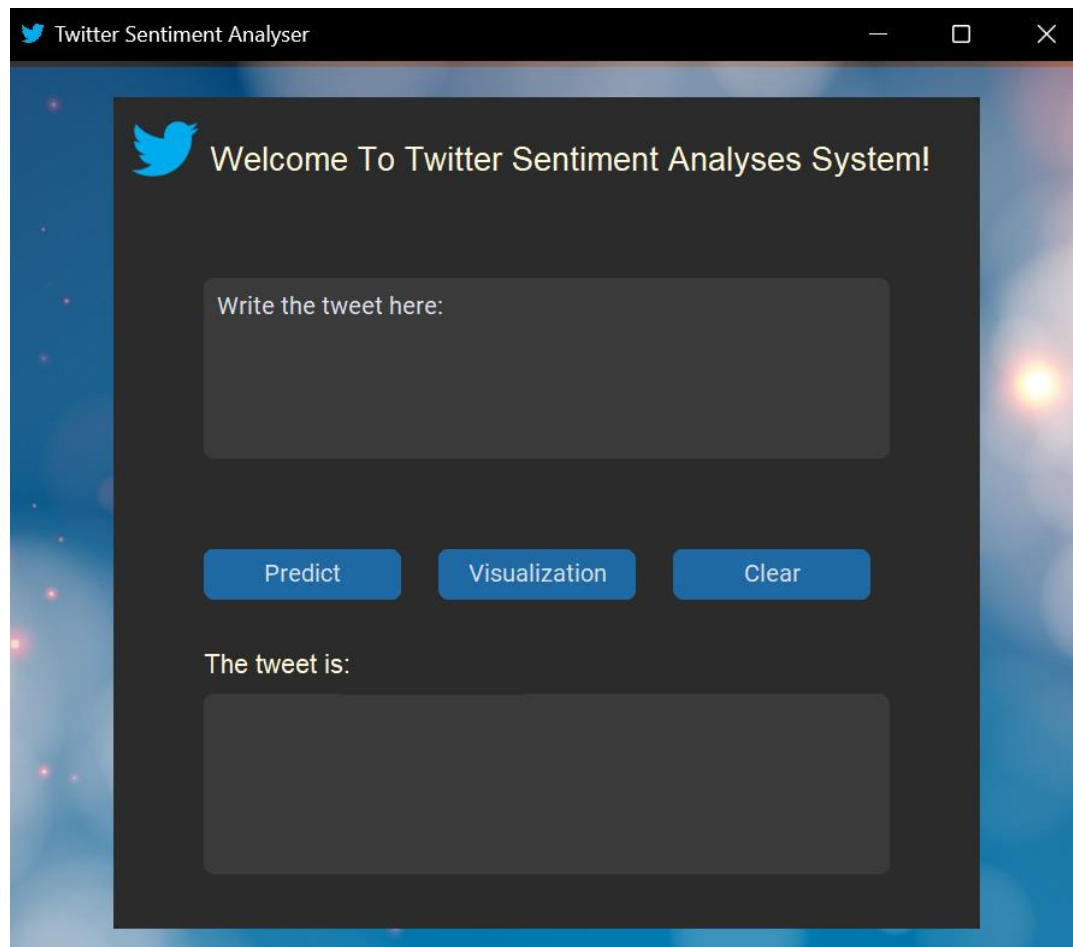 Twitter Sentiment Analyser
Welcome To Twitter Sentiment Analyses System!
Write the tweet here:
Predict Visualization Clear
The tweet is: